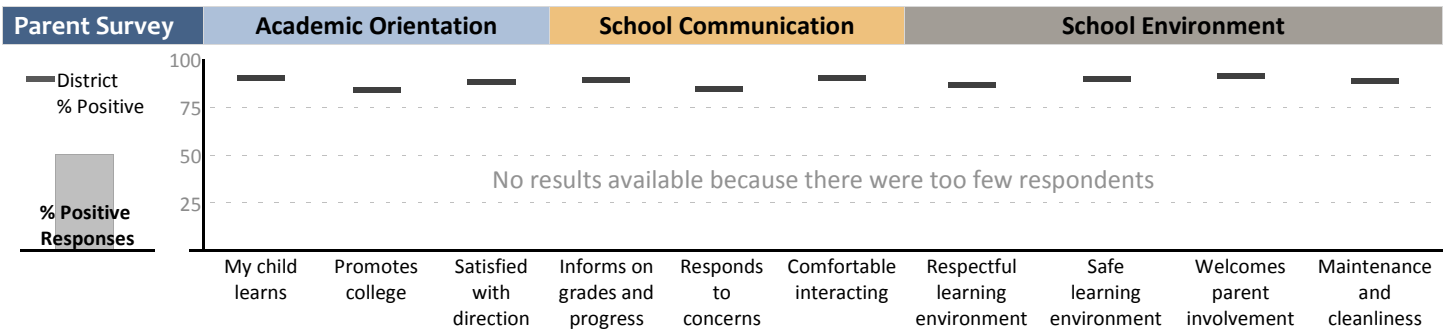 Parent Survey
Academic Orientation
School Communication
School Environment
District
% Positive
% Positive
Responses
100
75
50
25
No results available because there were too few respondents
My child
learns
Promotes
college
Satisfied
with
direction
Informs on
grades and
progress
Responds
to
concerns
Comfortable
interacting
Respectful
learning
environment
Safe
learning
environment
Welcomes
parent
involvement
Maintenance
and
cleanliness